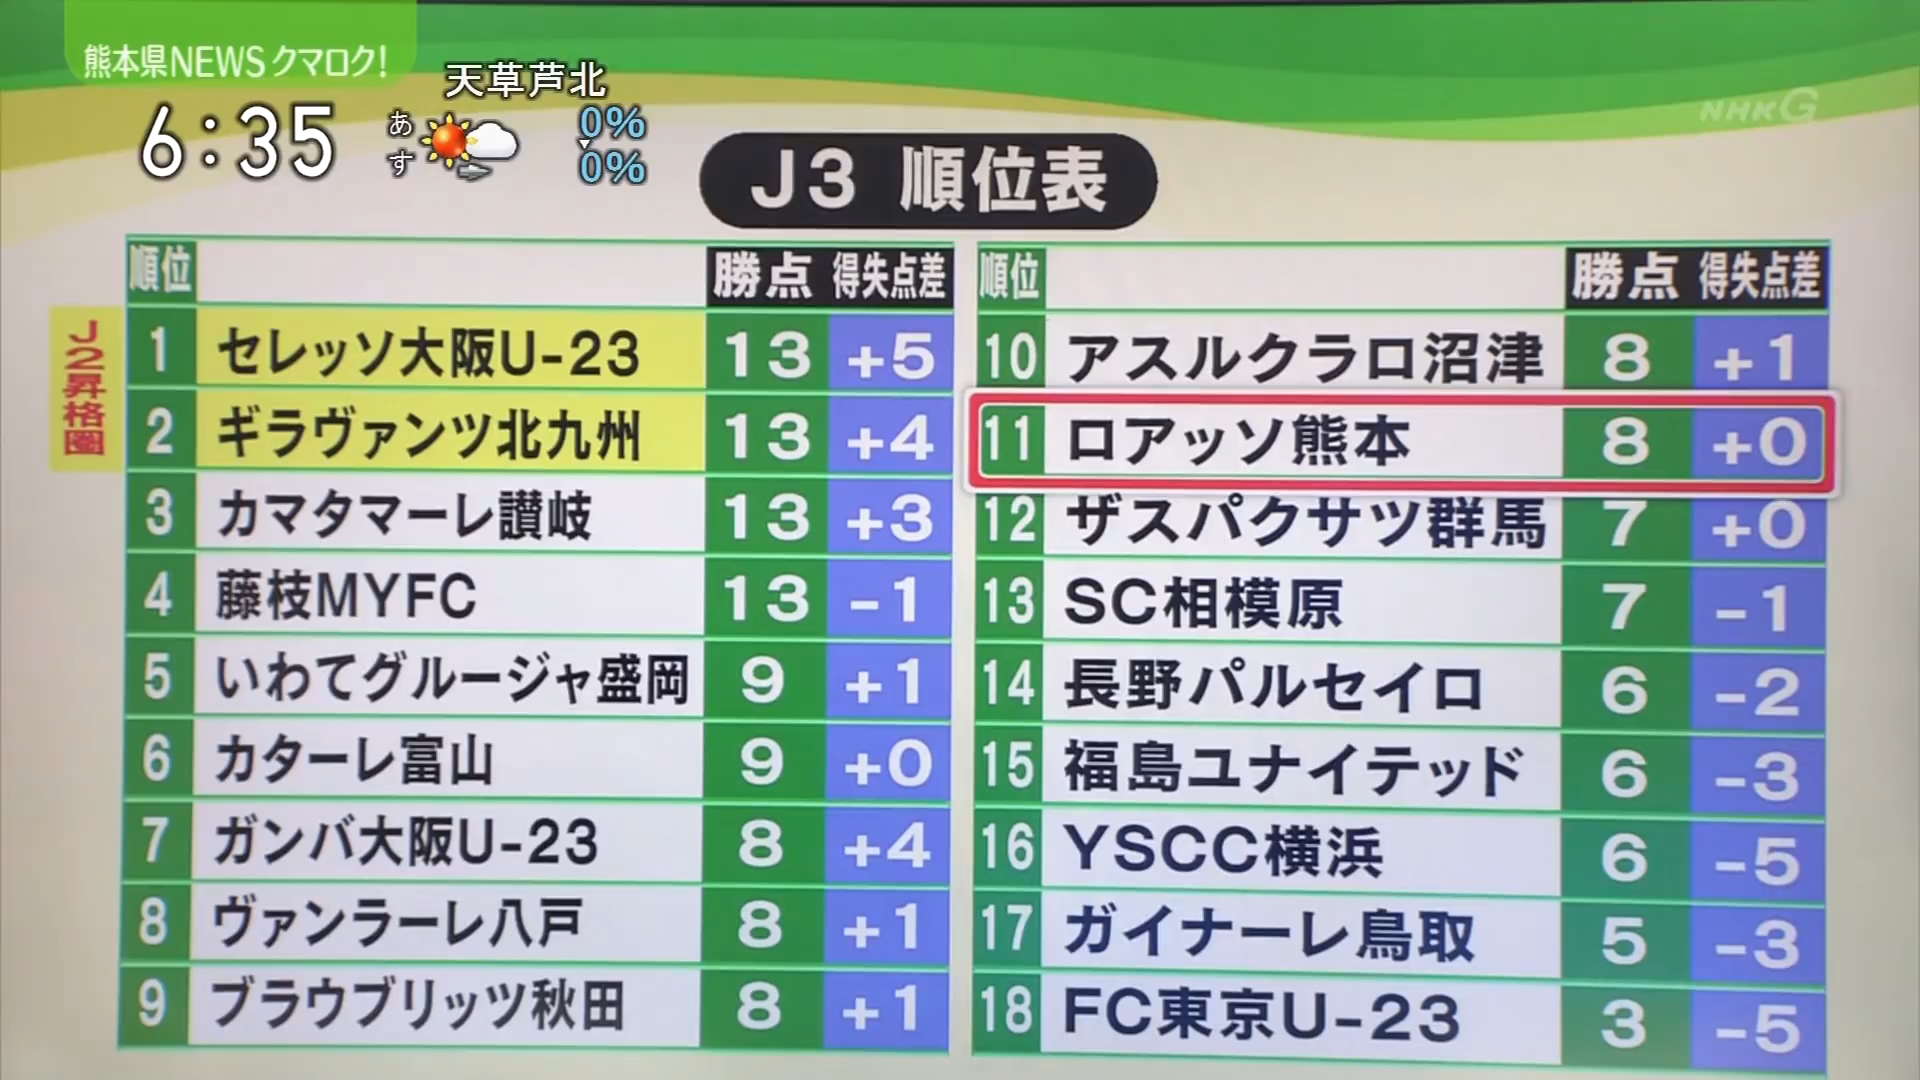 熊本県NEWSクマロク!
6:35
天草芦北
あす
0%
0%
NHKG
J3 順位表
順位 勝点 得失点差
J2昇格圏
1 セレッソ大阪U-23 13 +5
2 ギラヴァンツ北九州 13 +4
3 カマタマーレ讃岐 13 +3
4 藤枝MYFC 13 -1
5 いわてグルージャ盛岡 9 +1
6 カターレ富山 9 +0
7 ガンバ大阪U-23 8 +4
8 ヴァンラーレ八戸 8 +1
9 ブラウブリッツ秋田 8 +1
順位 勝点 得失点差
10 アスルクラロ沼津 8 +1
11 ロアッソ熊本 8 +0
12 ザスパクサツ群馬 7 +0
13 SC相模原 7 -1
14 長野パルセイロ 6 -2
15 福島ユナイテッド 6 -3
16 YSCC横浜 6 -5
17 ガイナーレ鳥取 5 -3
18 FC東京U-23 3 -5